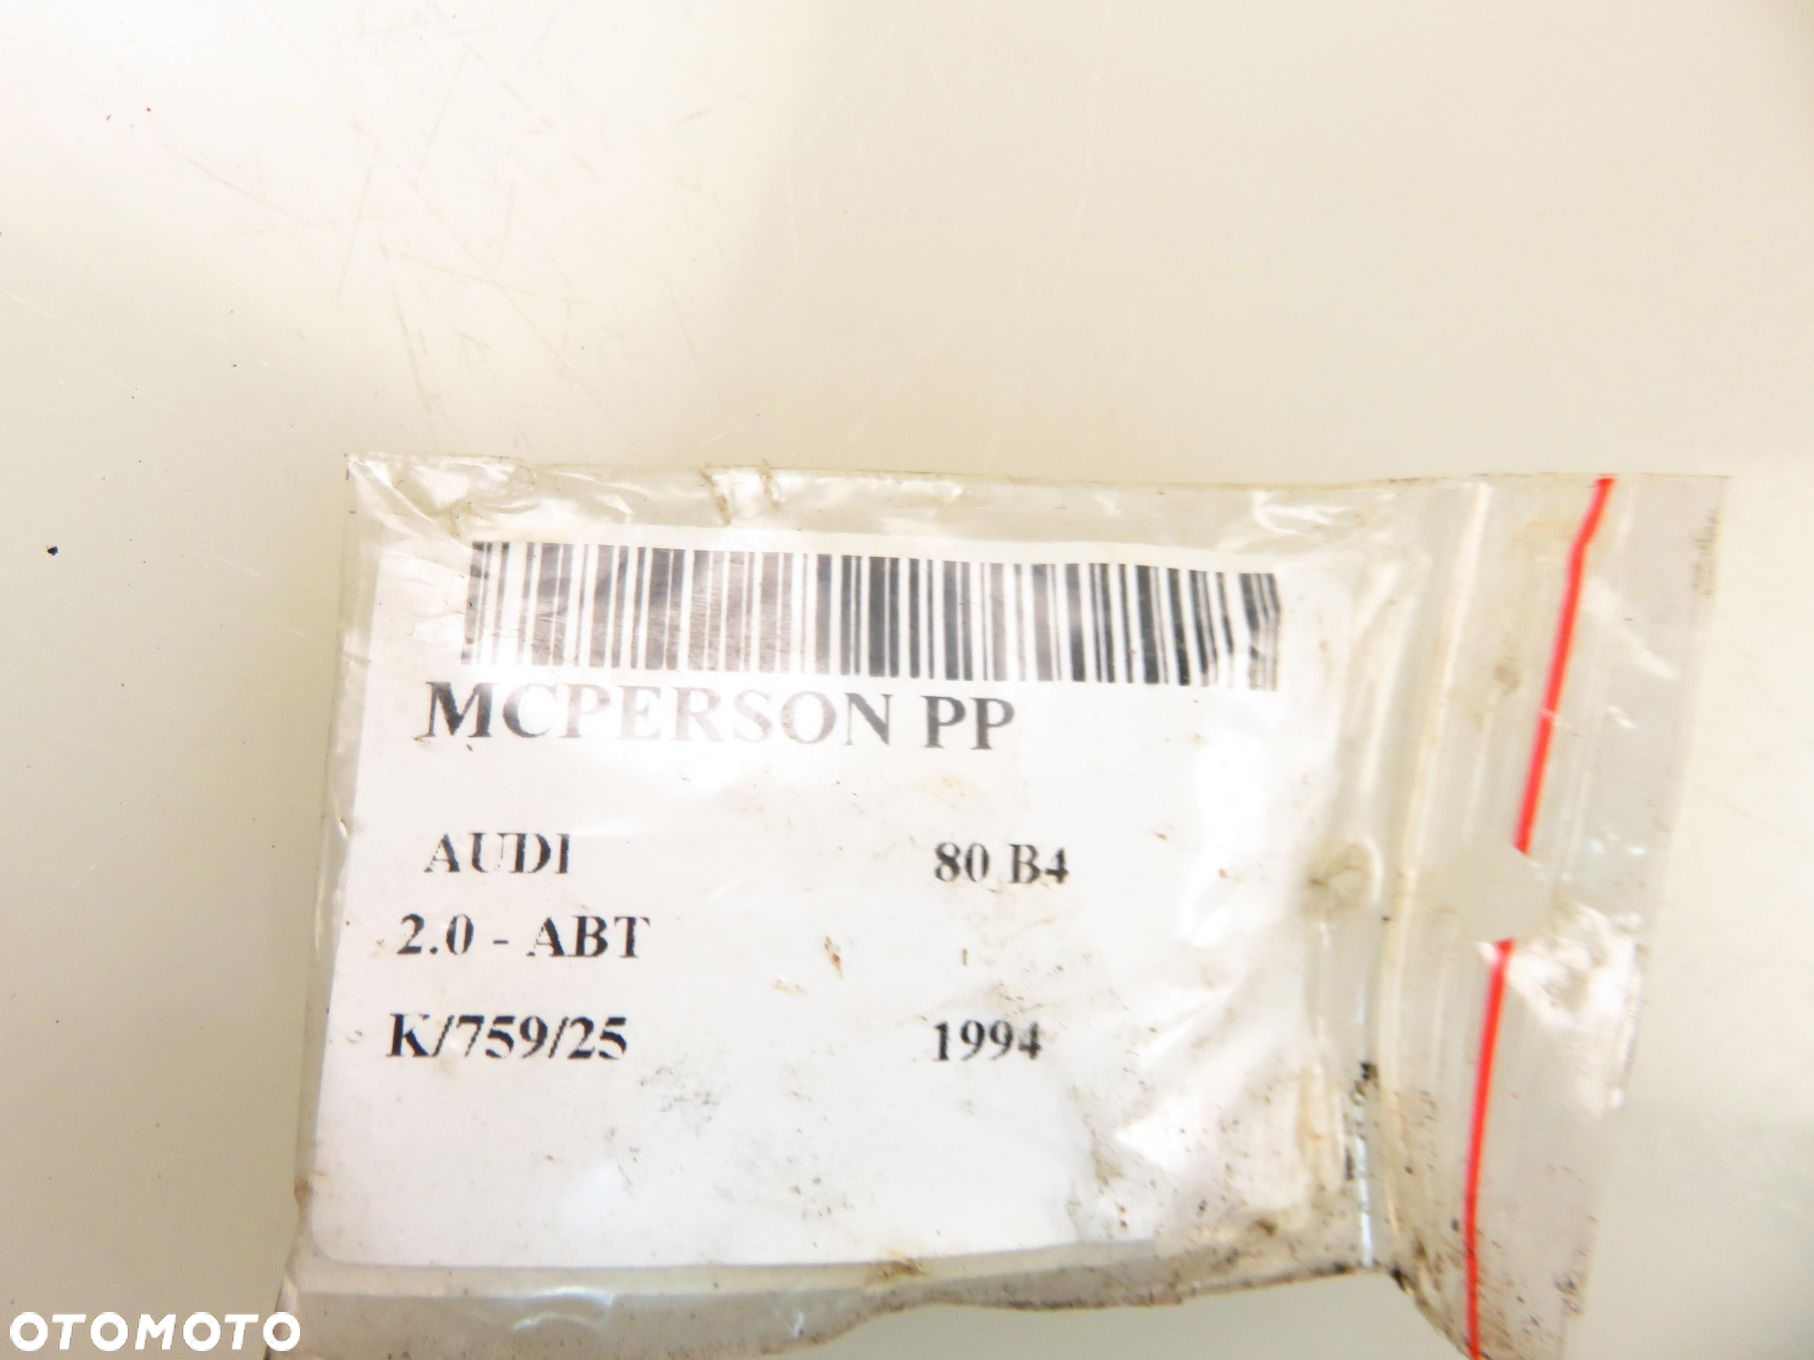 MCPERSON PP
AUDI 80 B4
2.0 - ABT
K/759/25 1994
OTOMOTO